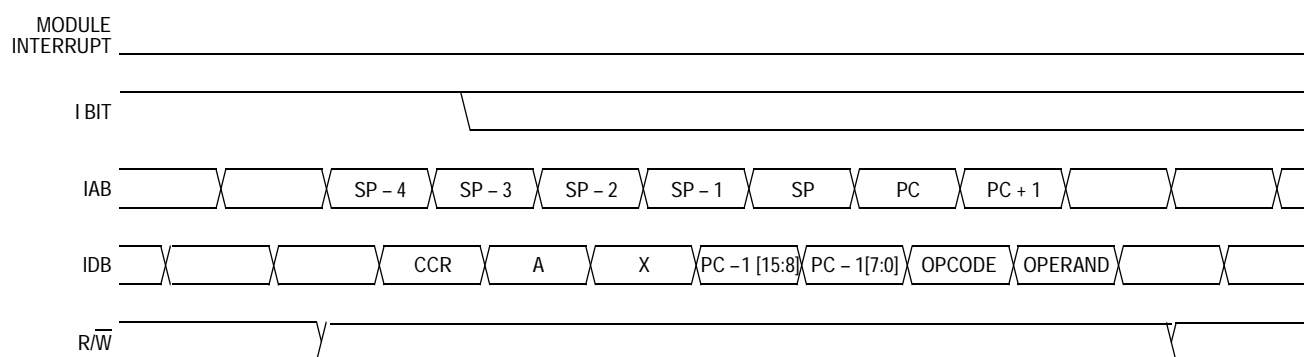 MODULE
INTERRUPT
I BIT
IAB
SP – 4
SP – 3
SP – 2
SP – 1
SP
PC
PC + 1
IDB
CCR
A
X
PC –1 [15:8]
PC – 1[7:0]
OPCODE
OPERAND
R/W̅